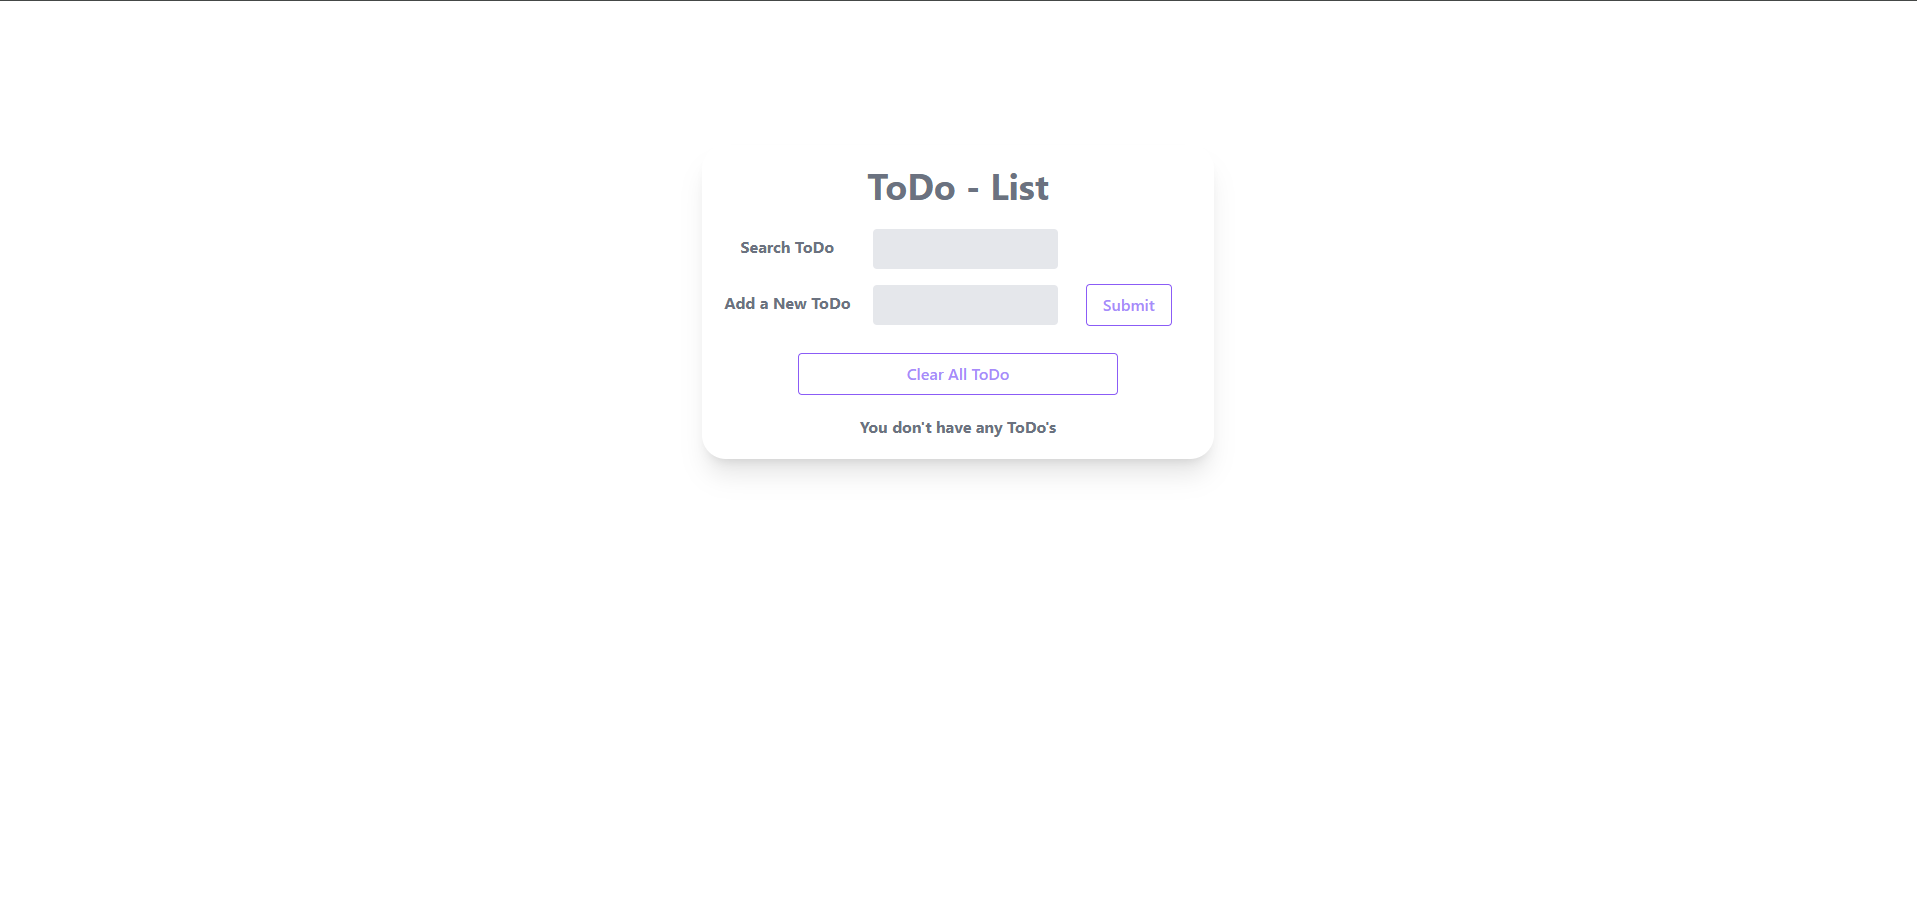 ToDo - List
Search ToDo
Add a New ToDo
Submit
Clear All ToDo
You don't have any ToDo's